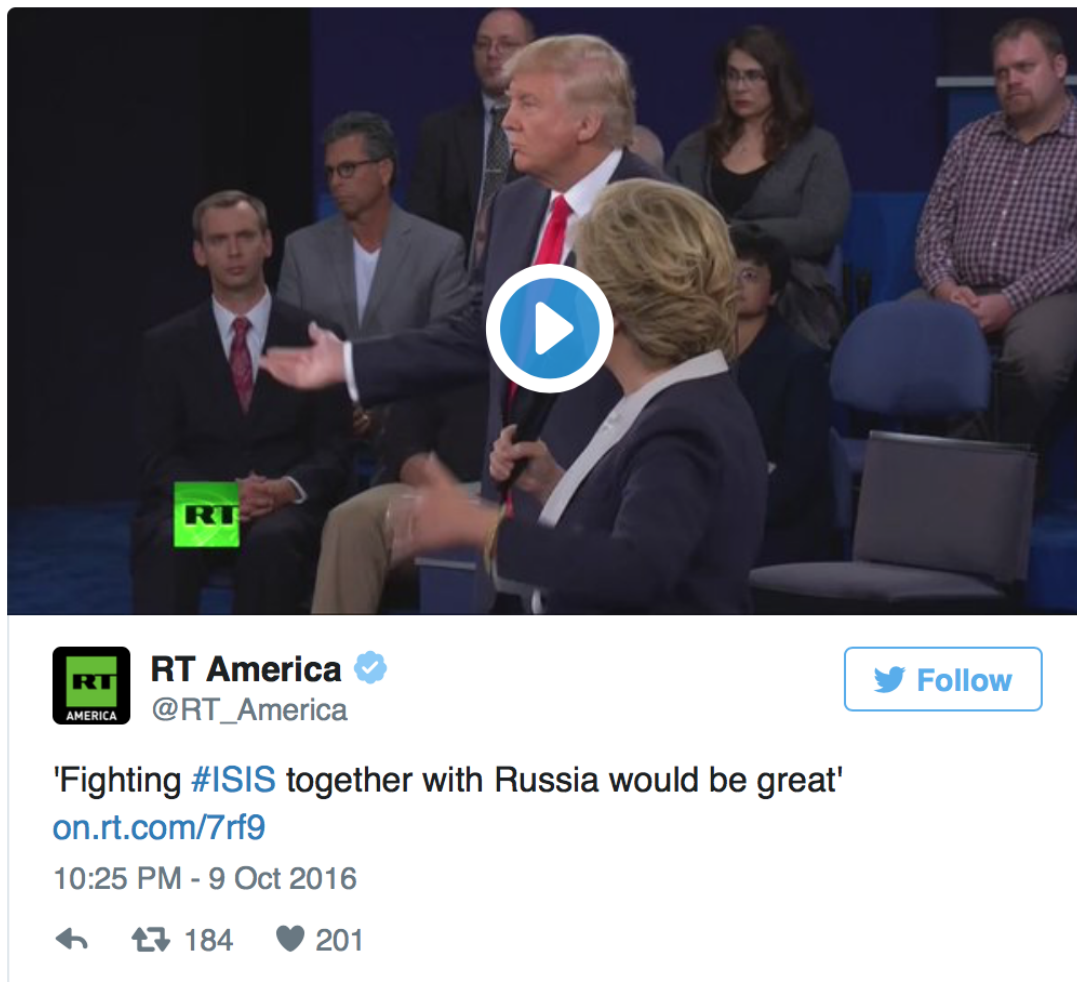 RT
RT
AMERICA
RT America
@RT_America
Follow
'Fighting #ISIS together with Russia would be great'
on.rt.com/7rf9
10:25 PM - 9 Oct 2016
184
201